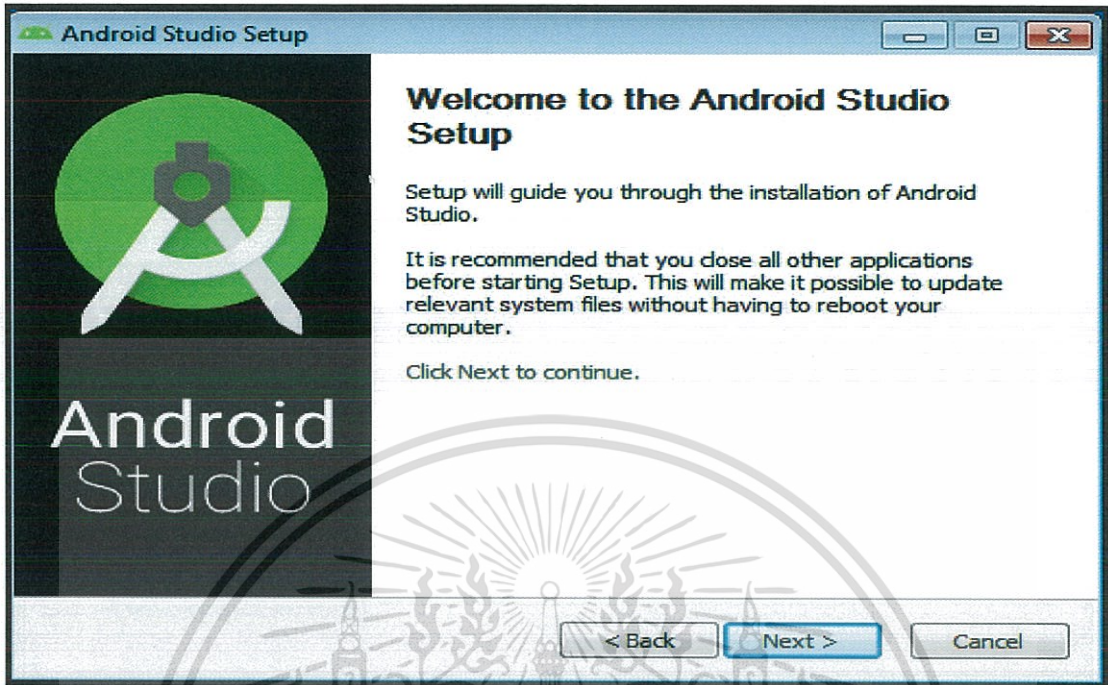 Android Studio Setup
Welcome to the Android Studio
Setup
Setup will guide you through the installation of Android
Studio.
It is recommended that you close all other applications
before starting Setup. This will make it possible to update
relevant system files without having to reboot your
computer.
Click Next to continue.
Android
Studio
< Back
Next >
Cancel